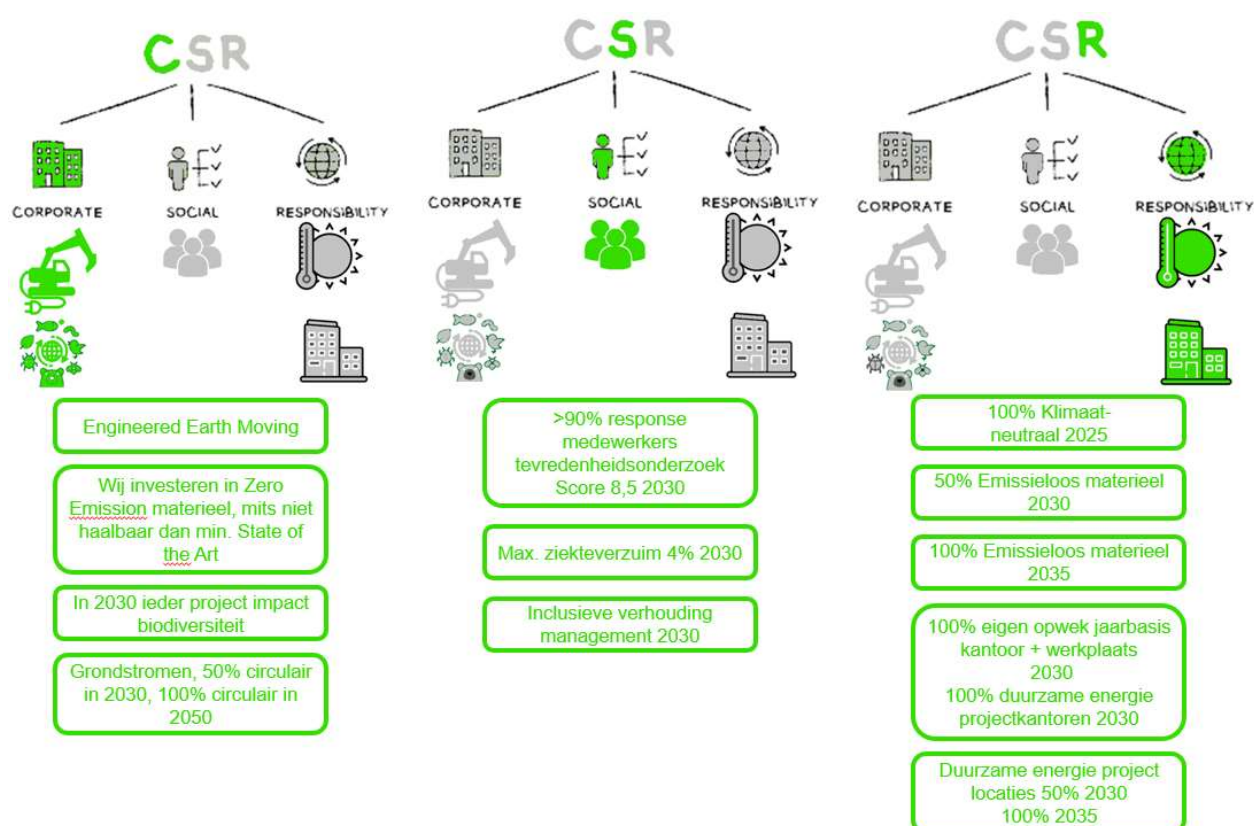 CSR
CORPORATE
SOCIAL
RESPONSIBILITY
Engineered Earth Moving
Wij investeren in Zero
Emission materieel, mits niet
haalbaar dan min. State of
the Art
In 2030 ieder project impact
biodiversiteit
Grondstromen, 50% circulair
in 2030, 100% circulair in
2050
CSR
CORPORATE
SOCIAL
RESPONSIBILITY
>90% response
medewerkers
tevredenheidsonderzoek
Score 8,5 2030
Max. ziekteverzuim 4% 2030
Inclusieve verhouding
management 2030
CSR
CORPORATE
SOCIAL
RESPONSIBILITY
100% Klimaat-
neutraal 2025
50% Emissieloos materieel
2030
100% Emissieloos materieel
2035
100% eigen opwek jaarbasis
kantoor + werkplaats
2030
100% duurzame energie
projectkantoren 2030
Duurzame energie project
locaties 50% 2030
100% 2035